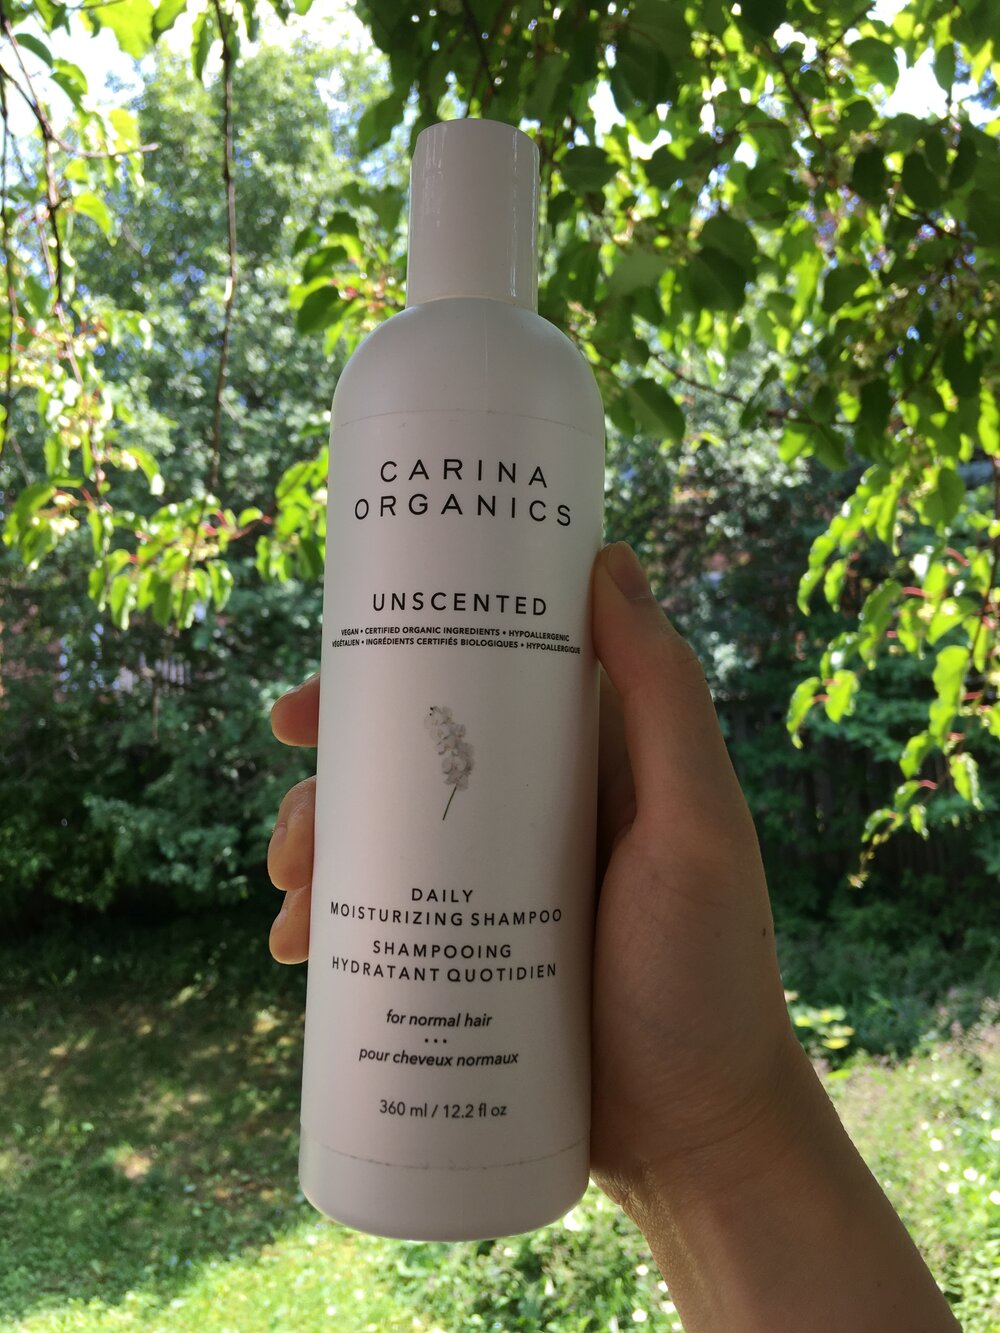 CARINA
ORGANICS
UNSCENTED
VEGAN • CERTIFIED ORGANIC INGREDIENTS • HYPOALLERGENIC
VÉGÉTALIEN • INGRÉDIENTS CERTIFIÉS BIOLOGIQUES • HYPOALLERGIQUE
DAILY
MOISTURIZING SHAMPOO
SHAMPOOING
HYDRATANT QUOTIDIEN
for normal hair
• • •
pour cheveux normaux
360 ml / 12.2 fl oz